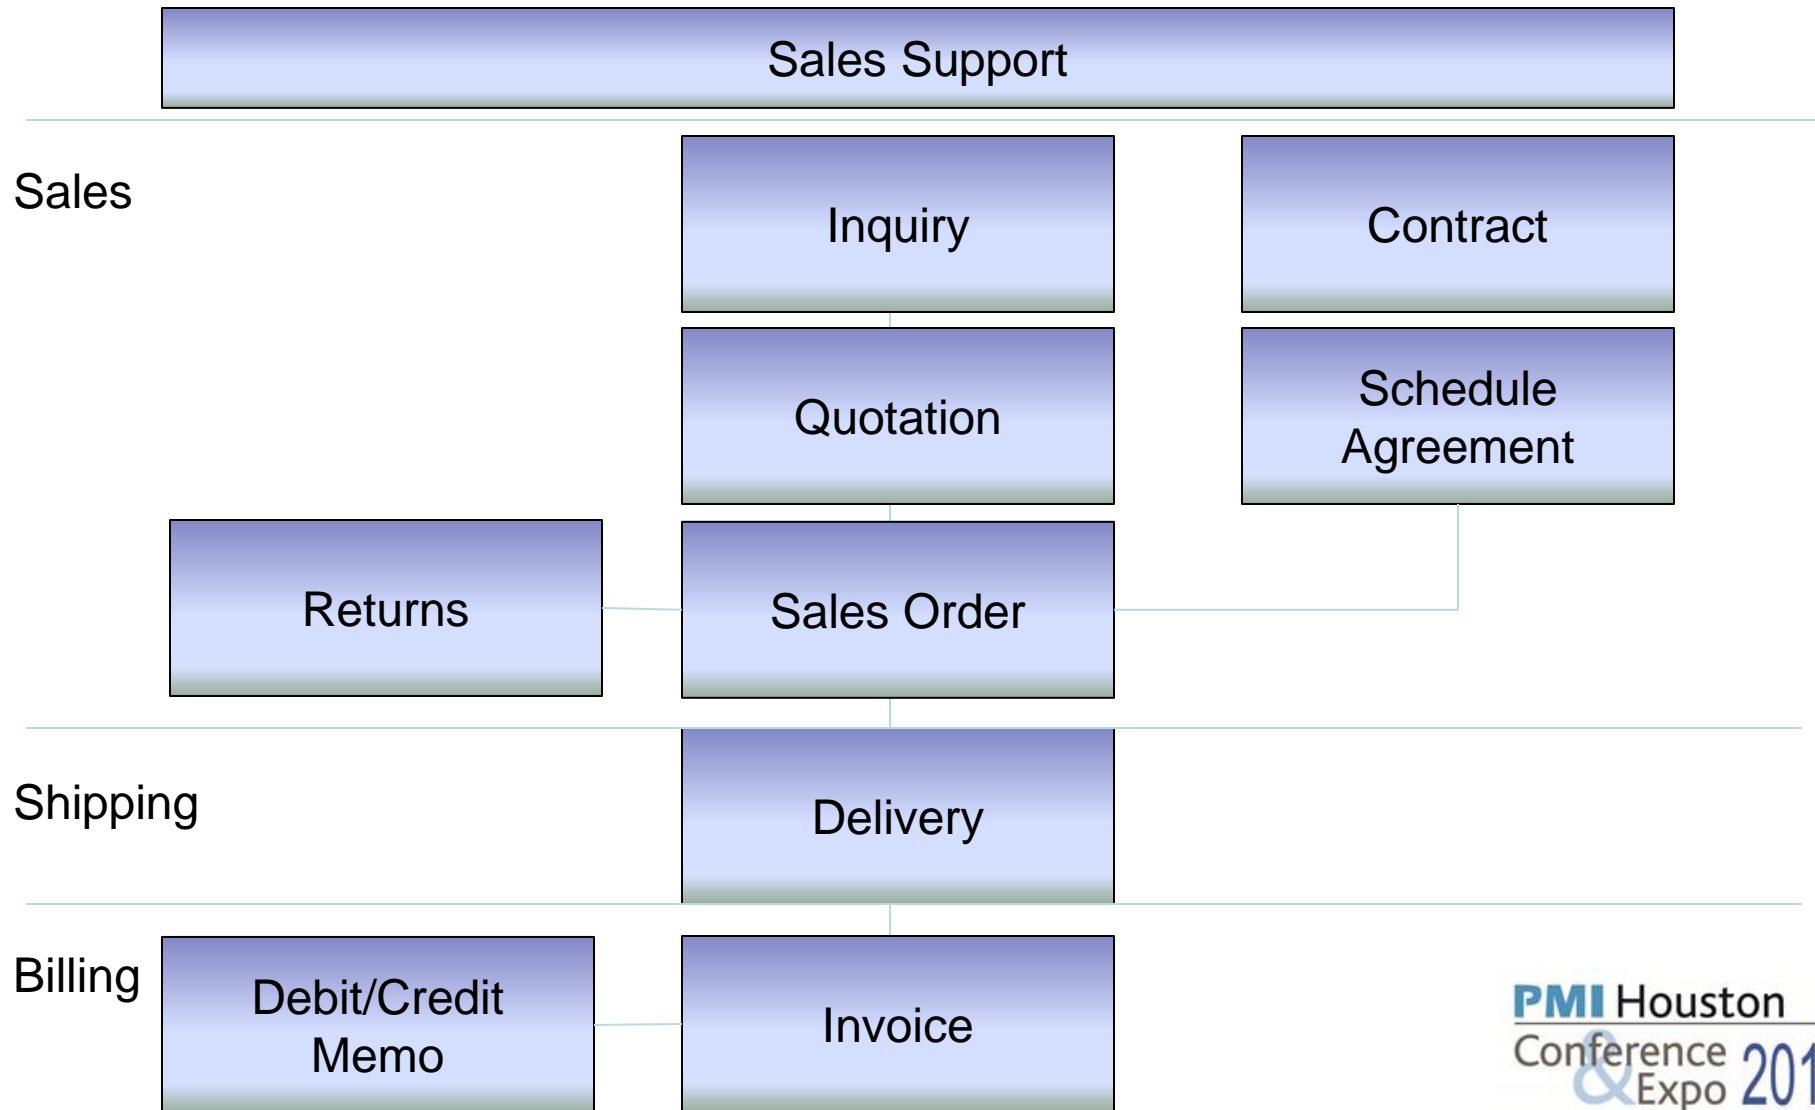 Sales Support
Sales
Inquiry
Contract
Quotation
Schedule
Agreement
Returns
Sales Order
Shipping
Delivery
Billing
Debit/Credit
Memo
Invoice
PMI Houston
Conference
& Expo 201